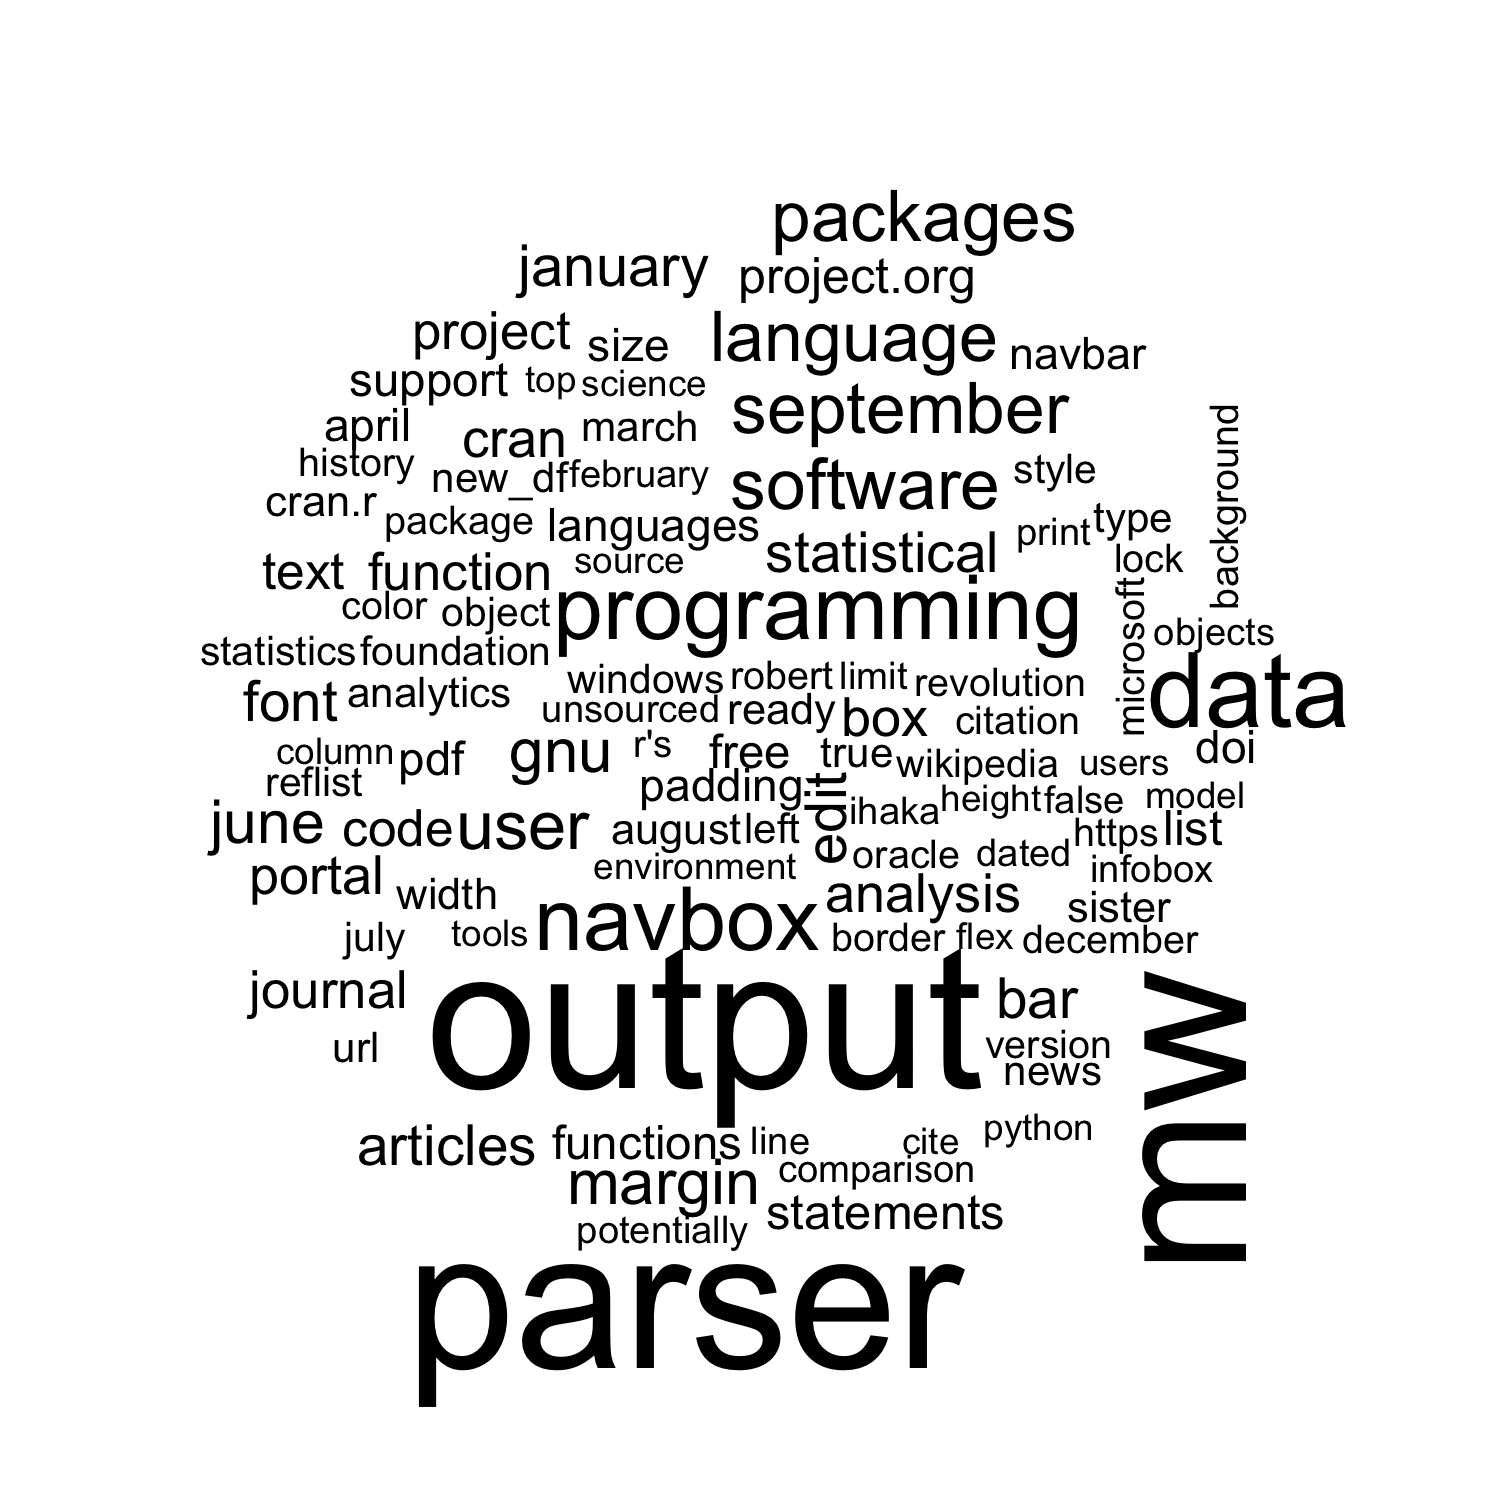 packages
january project.org
project size language navbar
support top science
september
april cran march
history new_df february software style
cran.r package languages
background
print type
text function source statistical lock
color object programming
microsoft objects
statistics foundation
windows robert limit revolution data
font analytics unsourced ready box citation
column pdf gnu r's free true wikipedia users doi
reflist padding edit ihaka height false model
june code user august left oracle dated https list
portal width environment analysis infobox
sister
july tools navbox border flex december
journal output bar
url version
news
mw
articles functions line cite python
margin comparison
potentially statements
parser